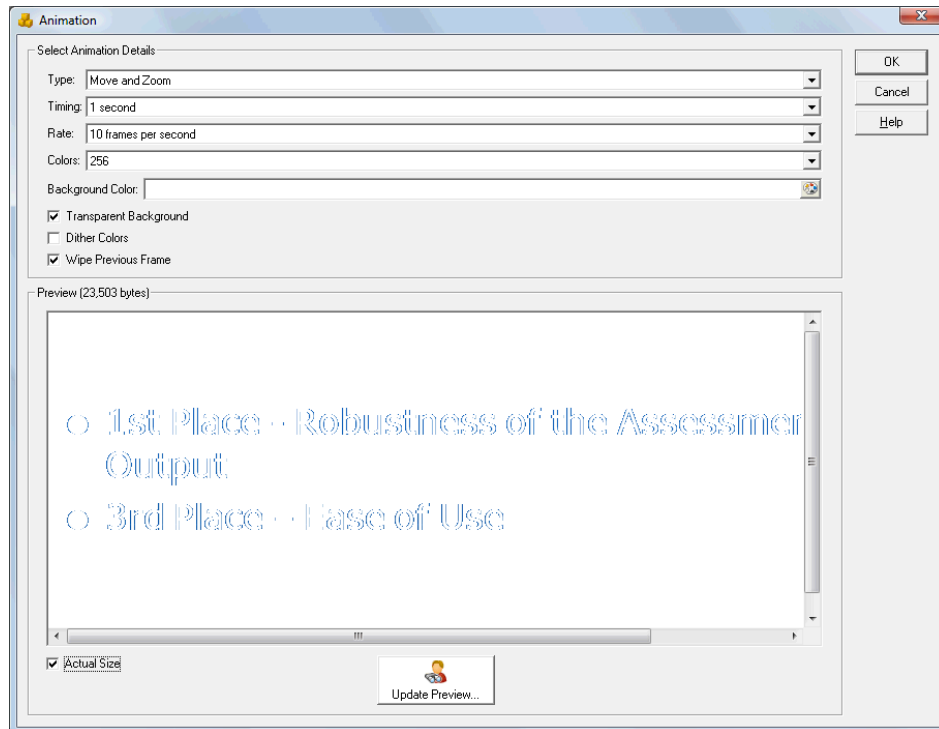 Animation
Select Animation Details
Type: Move and Zoom
Timing: 1 second
Rate: 10 frames per second
Colors: 256
Background Color:
Transparent Background
Dither Colors
Wipe Previous Frame
OK
Cancel
Help
Preview (23,503 bytes)
1st Place - Robustness of the Assessmer
Output
3rd Place - Ease of Use
Actual Size
Update Preview...